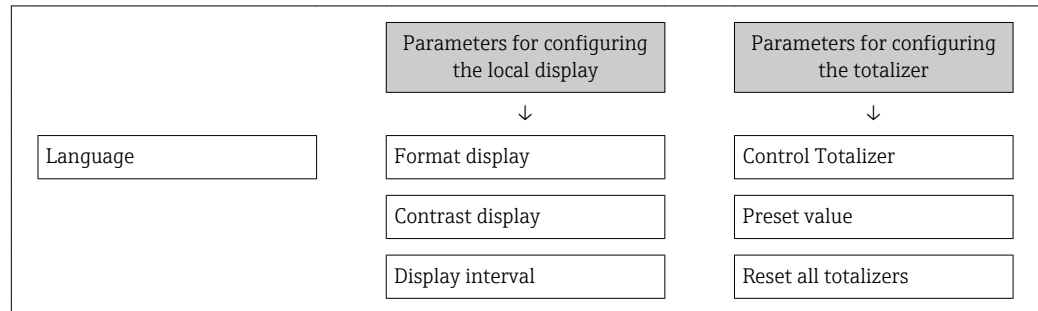 Parameters for configuring
the local display
Parameters for configuring
the totalizer
↓
↓
Language
Format display
Control Totalizer
Contrast display
Preset value
Display interval
Reset all totalizers